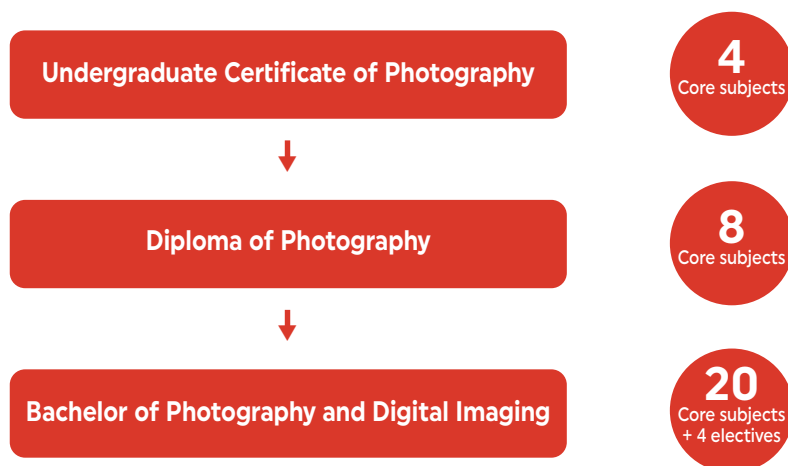 Undergraduate Certificate of Photography
4
Core subjects
Diploma of Photography
8
Core subjects
Bachelor of Photography and Digital Imaging
20
Core subjects
+ 4 electives